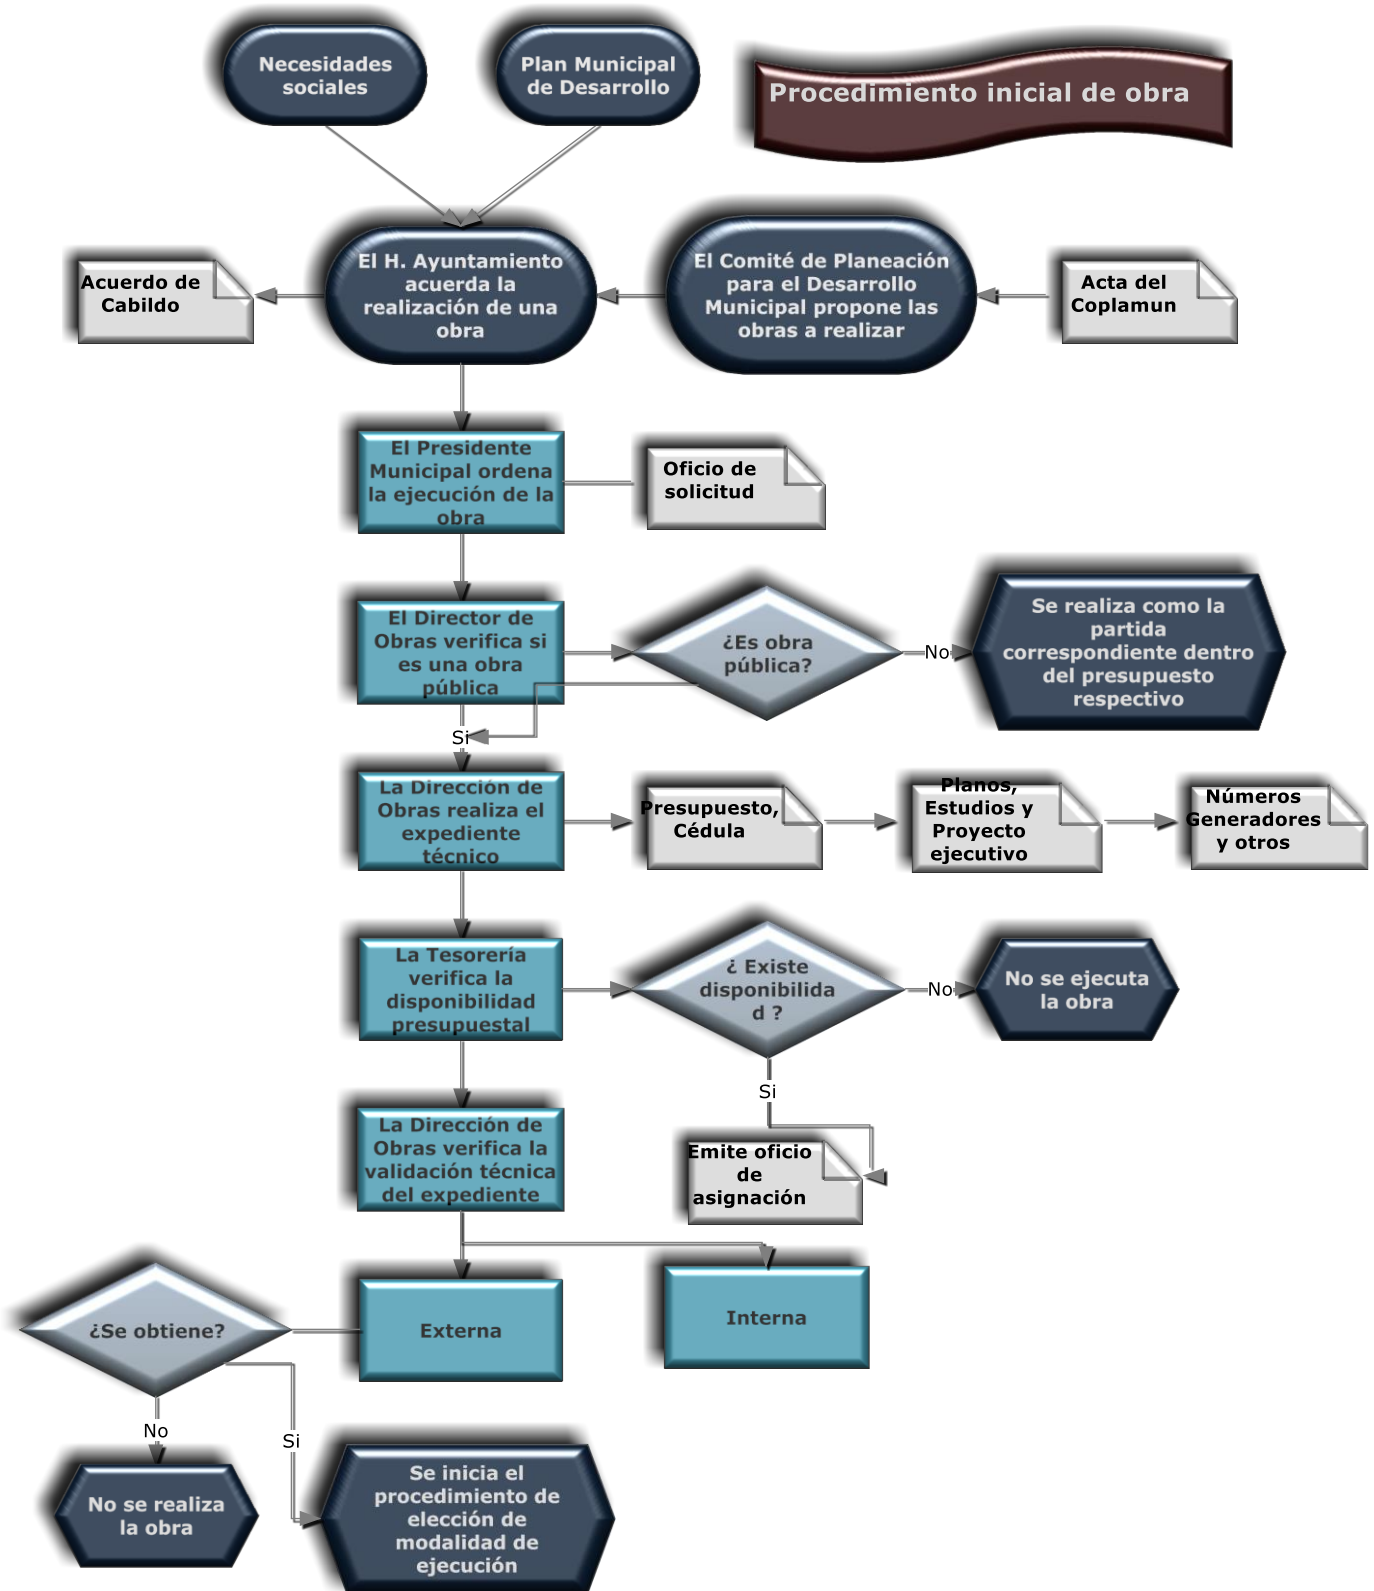 Necesidades
sociales
Plan Municipal
de Desarrollo
Procedimiento inicial de obra
Acuerdo de
Cabildo
El H. Ayuntamiento
acuerda la
realización de una
obra
El Comité de Planeación
para el Desarrollo
Municipal propone las
obras a realizar
Acta del
Coplamun
El Presidente
Municipal ordena
la ejecución de la
obra
Oficio de
solicitud
El Director de
Obras verifica si
es una obra
pública
¿Es obra
pública?
No
Se realiza como la
partida
correspondiente dentro
del presupuesto
respectivo
Si
La Dirección de
Obras realiza el
expediente
técnico
Presupuesto,
Cédula
Planos,
Estudios y
Proyecto
ejecutivo
Números
Generadores
y otros
La Tesorería
verifica la
disponibilidad
presupuestal
¿ Existe
disponibilida
d ?
No
No se ejecuta
la obra
Si
La Dirección de
Obras verifica la
validación técnica
del expediente
Emite oficio
de
asignación
¿Se obtiene?
Externa
Interna
No
Si
No se realiza
la obra
Se inicia el
procedimiento de
elección de
modalidad de
ejecución